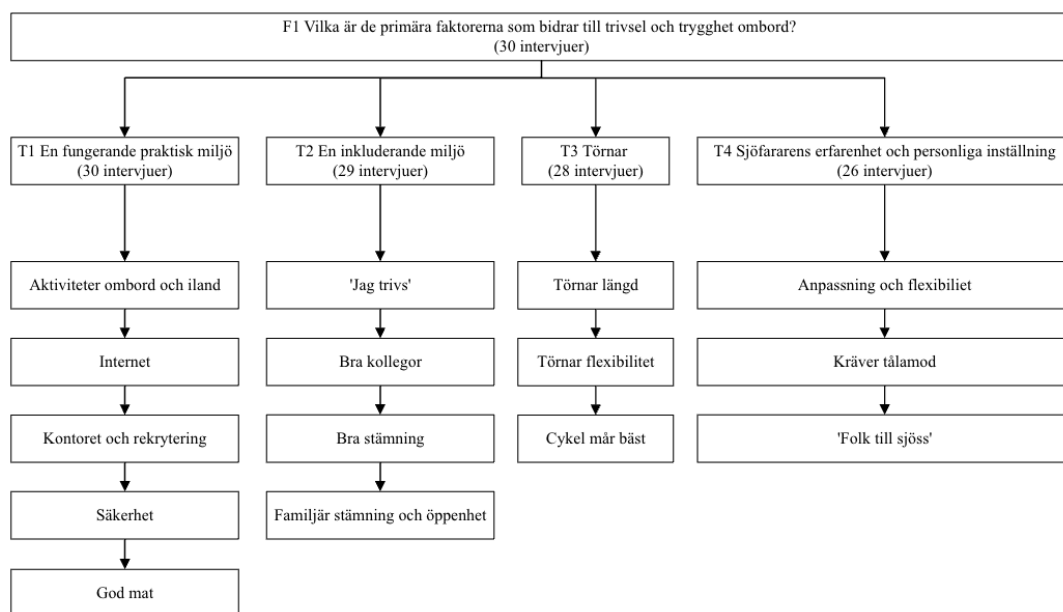 F1 Vilka är de primära faktorerna som bidrar till trivsel och trygghet ombord?
(30 intervjuer)
T1 En fungerande praktisk miljö
(30 intervjuer)
T2 En inkluderande miljö
(29 intervjuer)
T3 Törnar
(28 intervjuer)
T4 Sjöfararens erfarenhet och personliga inställning
(26 intervjuer)
Aktiviteter ombord och iland
'Jag trivs'
Törnar längd
Anpassning och flexibiliet
Internet
Bra kollegor
Törnar flexibilitet
Kräver tålamod
Kontoret och rekrytering
Bra stämning
Cykel mår bäst
'Folk till sjöss'
Säkerhet
Familjär stämning och öppenhet
God mat